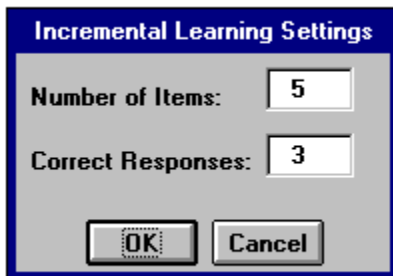 Incremental Learning Settings
Number of Items: 5
Correct Responses: 3
OK Cancel